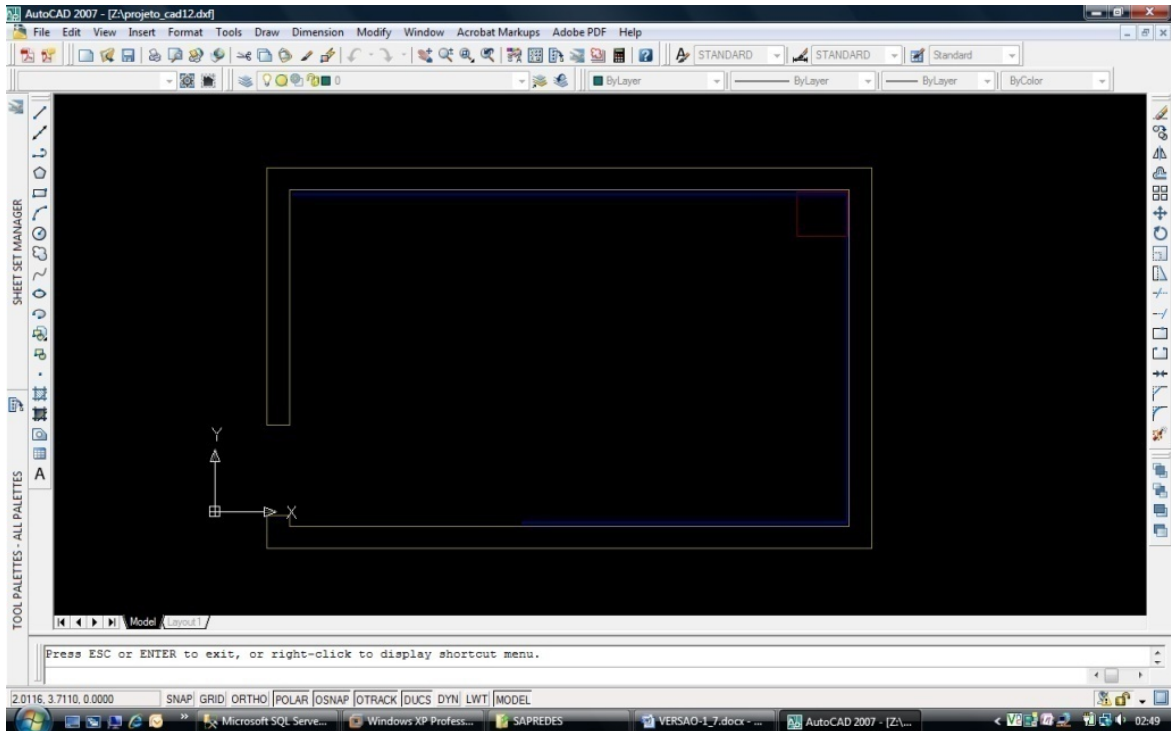 AutoCAD 2007 - [Z:\projeto_cad12.dxf]
File Edit View Insert Format Tools Draw Dimension Modify Window Acrobat Markups Adobe PDF Help
STANDARD STANDARD Standard
0 ByLayer ByLayer ByLayer ByColor
SHEET SET MANAGER
TOOL PALETTES - ALL PALETTES
A
Y
X
Model Layout1
Press ESC or ENTER to exit, or right-click to display shortcut menu.
2.0116, 3.7110, 0.0000 SNAP GRID ORTHO POLAR OSNAP OTRACK DUCS DYN LWT MODEL
Microsoft SQL Serve... Windows XP Profess... SAPREDES VERSAO-1_7.docx - ... AutoCAD 2007 - [Z:\... 02:49